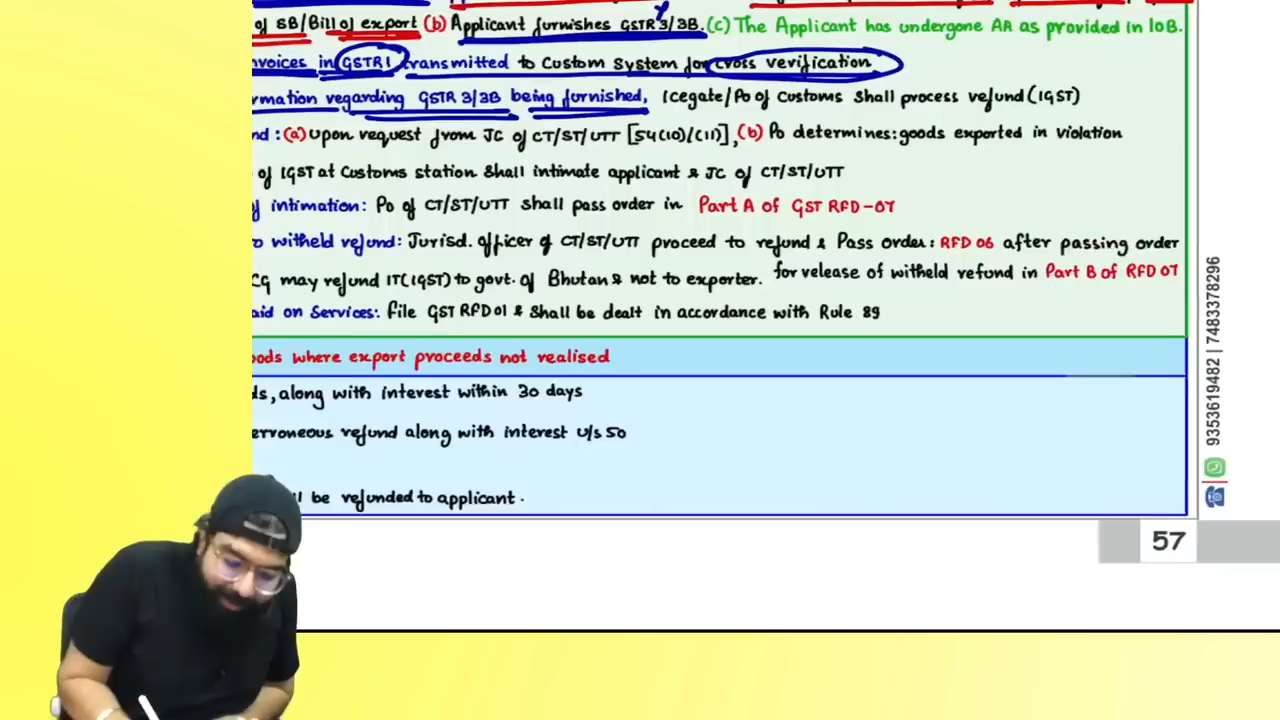 of SB/Bill of export (b) Applicant furnishes GSTR 3/3B. (c) The Applicant has undergone AA as provided in 10B.
nvoices in GSTR1 transmitted to Custom System for cross verification
rmation regarding GSTR 3/3B being furnished, Icegate/Po of Customs Shall process refund (IGST)
nd: (a) upon request from JC of CT/ST/UTT [54(10)/(11)], (b) Po determines: goods exported in violation
of IGST at Customs station Shall intimate applicant & JC of CT/ST/UTT
of intimation: Po of CT/ST/UTT shall pass order in Part A of GST RFD-07
o witheld refund: Jurisd. officer of CT/ST/UTT proceed to refund & Pass order: RFD 06 after passing order
CG may refund IT(IGST) to govt. of Bhutan & not to exporter. for release of witheld refund in Part B of RFD 07
aid on Services: File GST RFD01 & Shall be dealt in accordance with Rule 89
oods where export proceeds not realised
ds, along with interest within 30 days
erroneous refund along with interest u/s 50
ll be refunded to applicant.
57
9353619482 | 7483378296